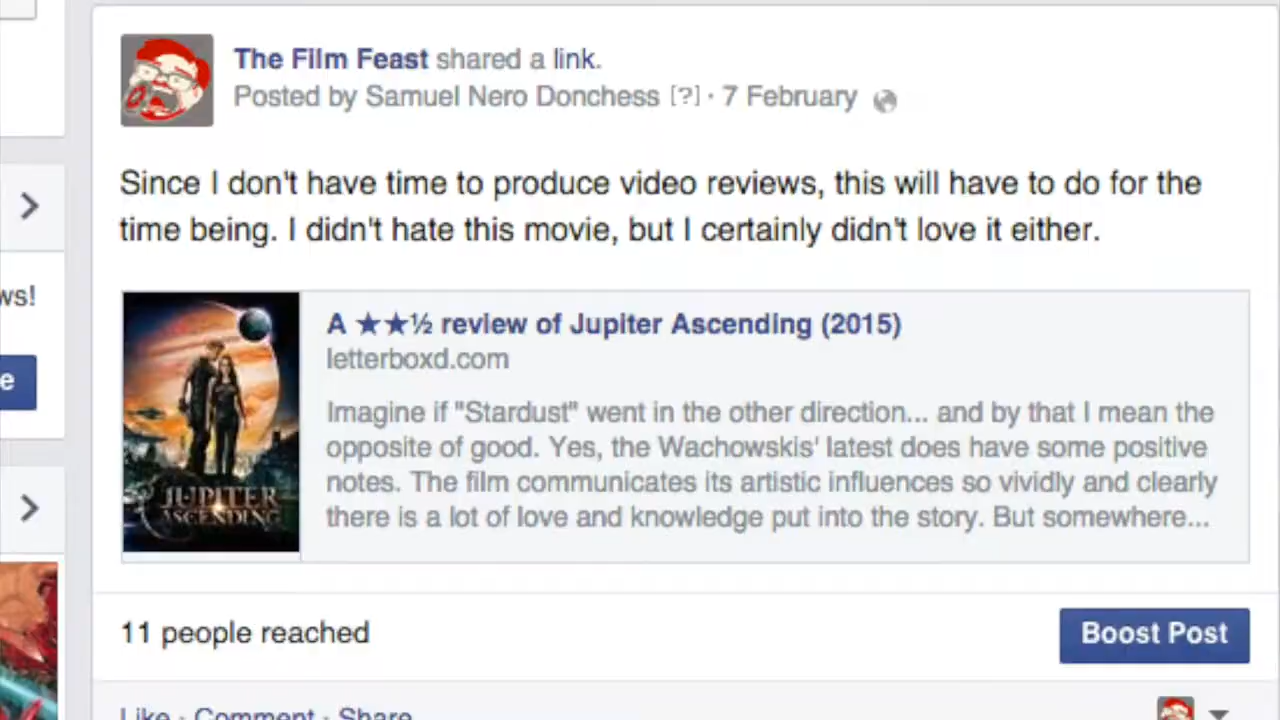 The Film Feast shared a link.
Posted by Samuel Nero Donchess [?] · 7 February
Since I don't have time to produce video reviews, this will have to do for the
time being. I didn't hate this movie, but I certainly didn't love it either.
ws!
e
A ★★½ review of Jupiter Ascending (2015)
letterboxd.com
Imagine if "Stardust" went in the other direction... and by that I mean the
opposite of good. Yes, the Wachowskis' latest does have some positive
notes. The film communicates its artistic influences so vividly and clearly
there is a lot of love and knowledge put into the story. But somewhere...
JUPITER
ASCENDING
11 people reached
Boost Post
Like · Comment · Share